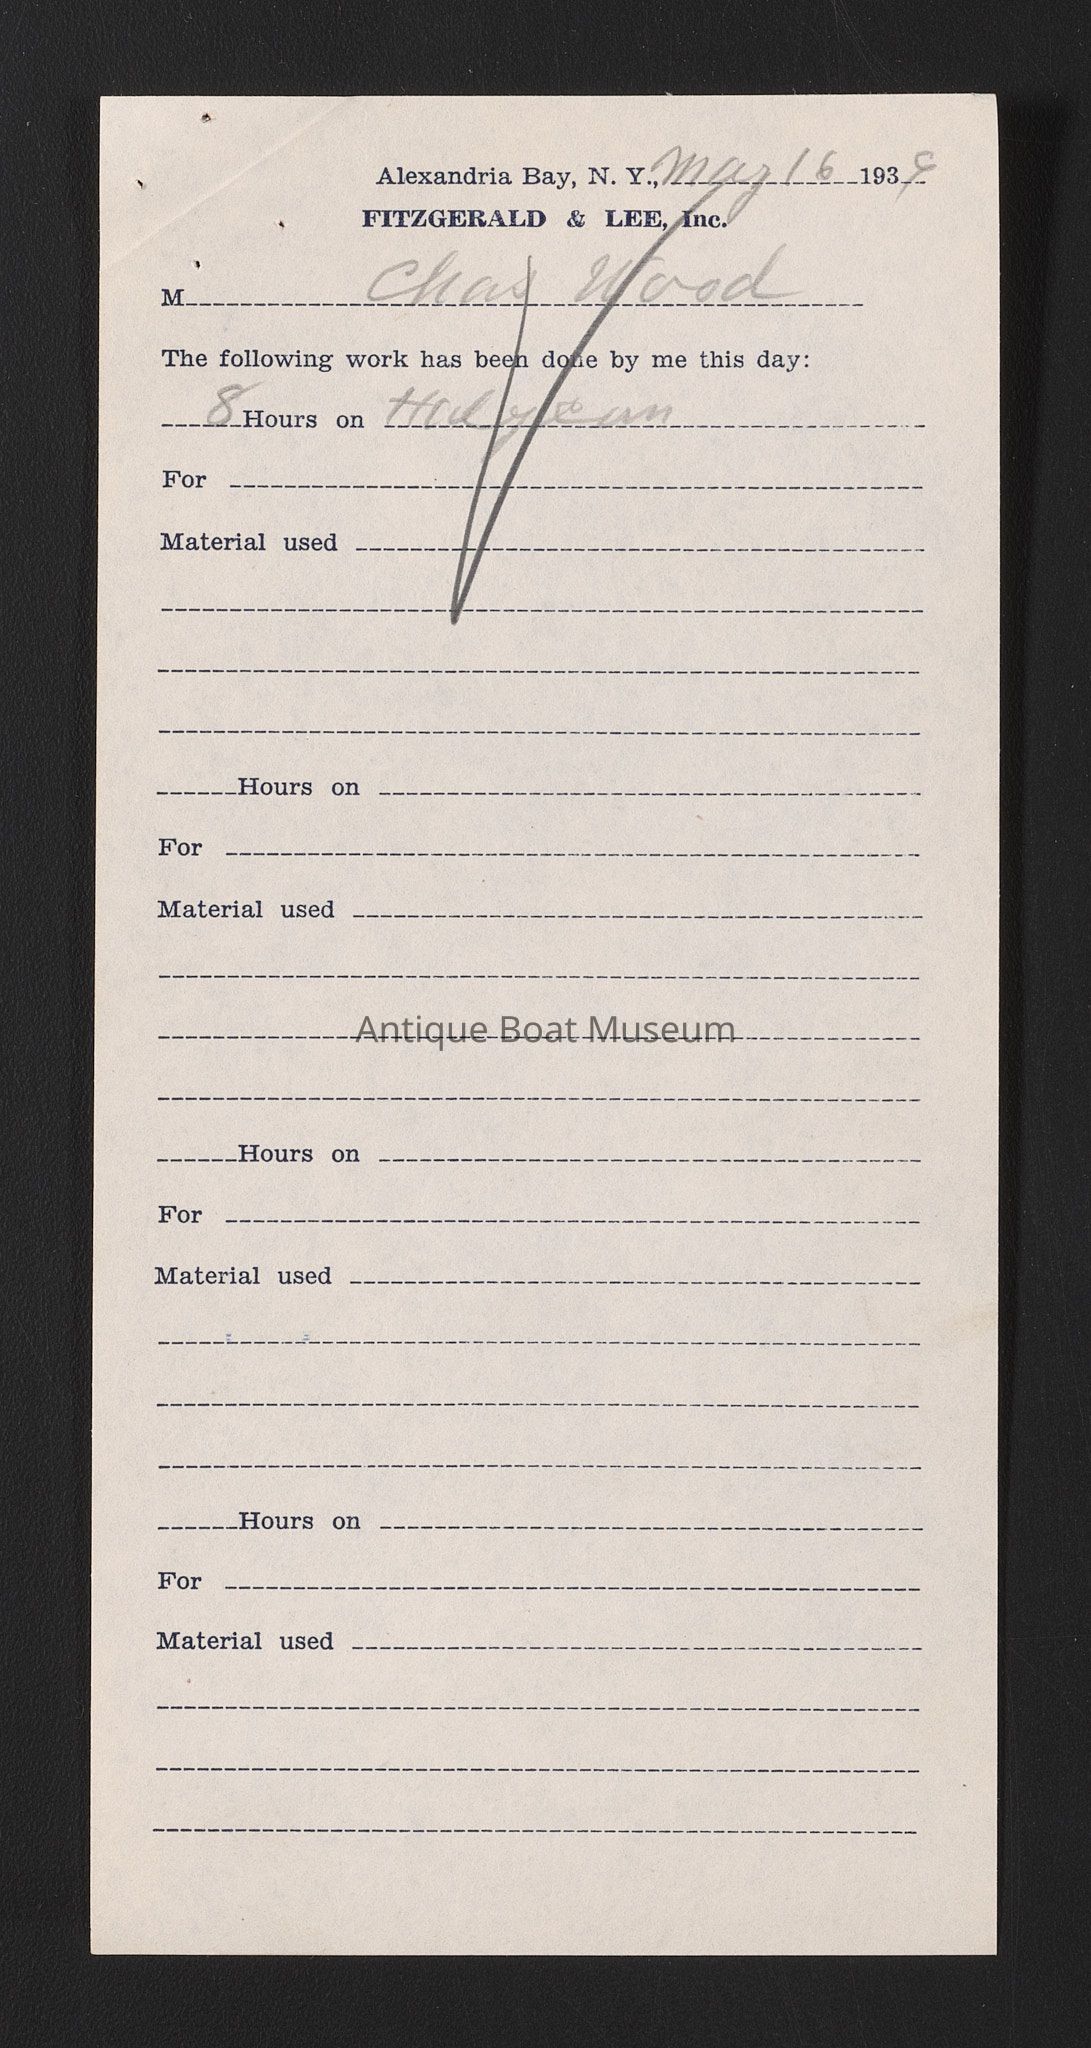 Alexandria Bay, N. Y., May 16 1939
FITZGERALD & LEE, Inc.
M Chas Wood
The following work has been done by me this day:
8 Hours on
For
Material used
Hours on
For
Material used
Antique Boat Museum
Hours on
For
Material used
Hours on
For
Material used